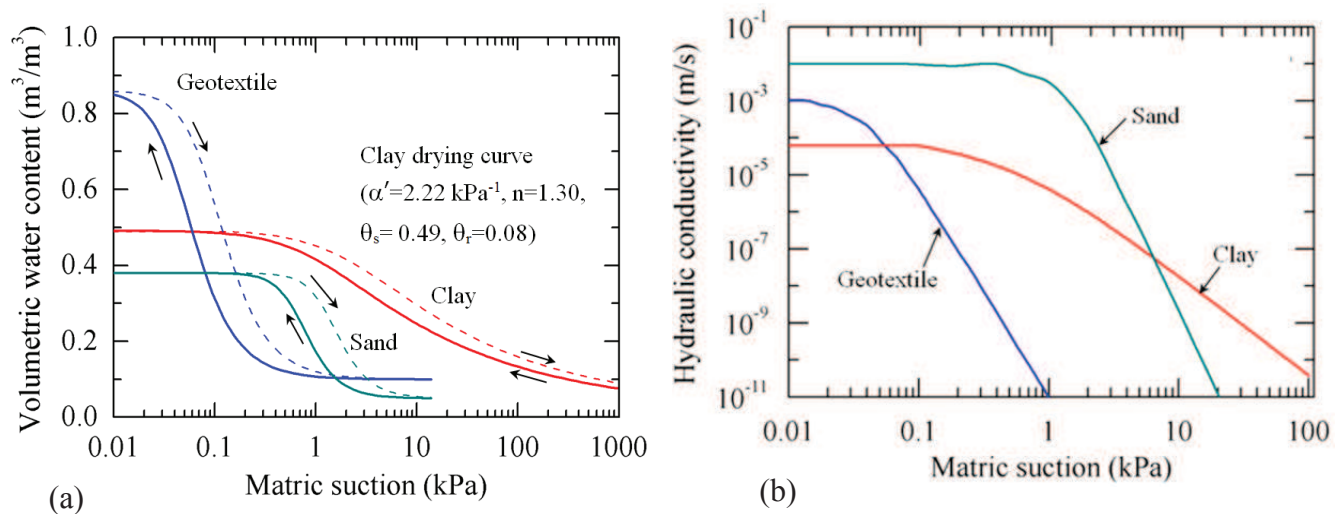 Volumetric water content (m³/m³)
1.0
0.8
0.6
0.4
0.2
0.0
Geotextile
Clay drying curve
(α′=2.22 kPa⁻¹, n=1.30,
θₛ= 0.49, θᵣ=0.08)
Clay
Sand
0.01 0.1 1 10 100 1000
Matric suction (kPa)
(a)
Hydraulic conductivity (m/s)
10⁻¹
10⁻³
10⁻⁵
10⁻⁷
10⁻⁹
10⁻¹¹
Sand
Geotextile
Clay
0.01 0.1 1 10 100
Matric suction (kPa)
(b)